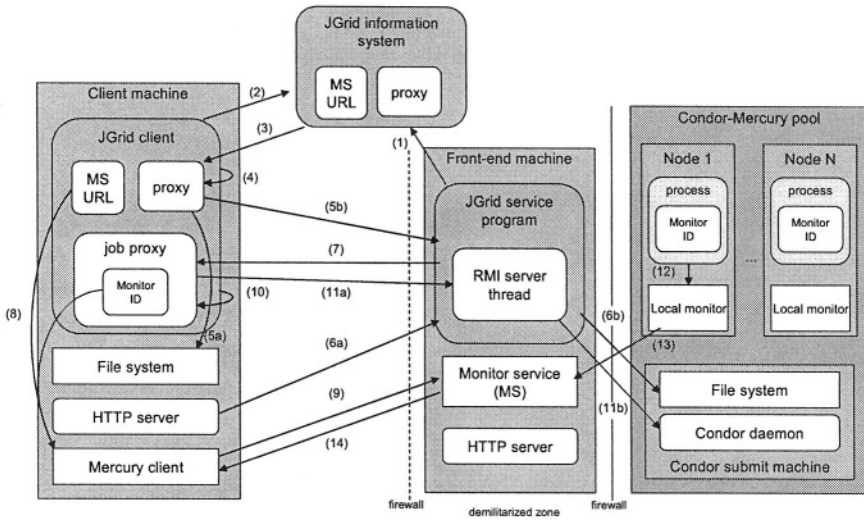 JGrid information
system
MS
URL
proxy
Client machine
(2)
JGrid client
(3)
MS
URL
proxy
(4)
(1)
(5b)
job proxy
Monitor
ID
(7)
(10)
(11a)
(8)
(5a)
File system
(6a)
HTTP server
(9)
(14)
Mercury client
Front-end machine
JGrid service
program
RMI server
thread
Monitor service
(MS)
HTTP server
(6b)
(11b)
firewall
demilitarized zone
firewall
Condor-Mercury pool
Node 1
process
Monitor
ID
(12)
Local monitor
(13)
...
Node N
process
Monitor
ID
Local monitor
File system
Condor daemon
Condor submit machine